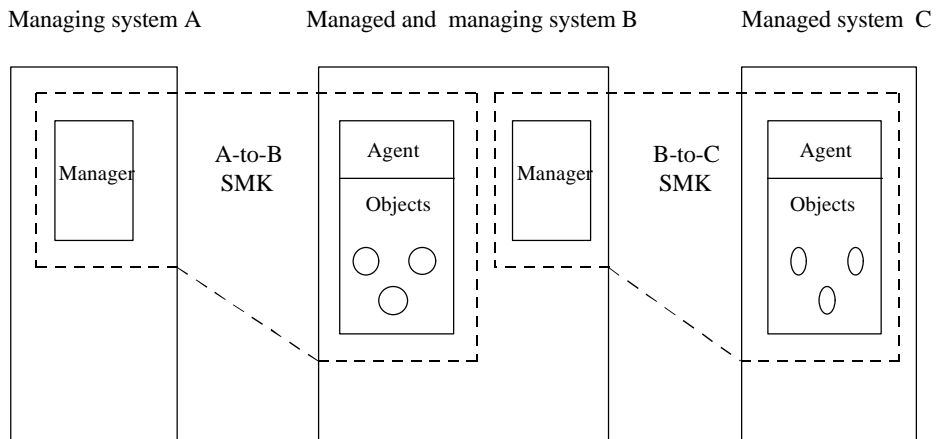 Managing system A
Managed and managing system B
Managed system C
Manager
A-to-B
SMK
Agent
Objects
Manager
B-to-C
SMK
Agent
Objects